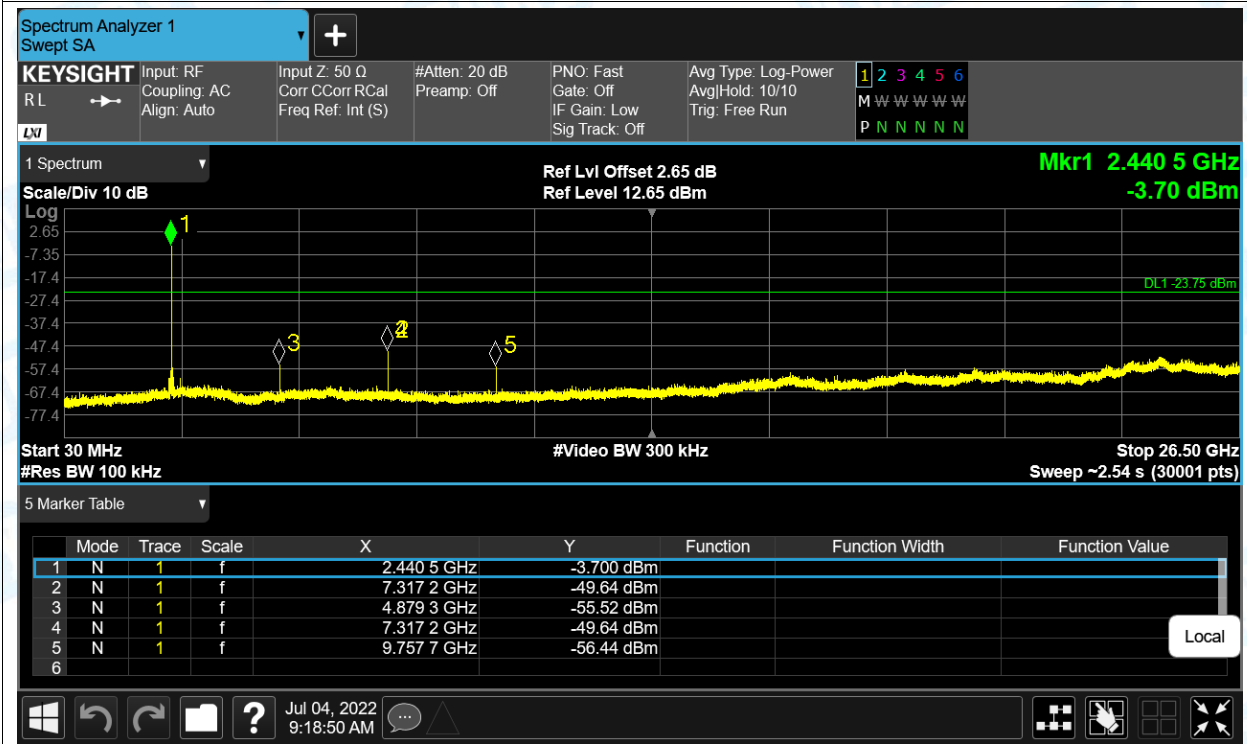 Spectrum Analyzer 1
Swept SA
+
KEYSIGHT
R L
LXI
Input: RF
Coupling: AC
Align: Auto
Input Z: 50 Ω
Corr CCorr RCal
Freq Ref: Int (S)
#Atten: 20 dB
Preamp: Off
PNO: Fast
Gate: Off
IF Gain: Low
Sig Track: Off
Avg Type: Log-Power
Avg|Hold: 10/10
Trig: Free Run
1 2 3 4 5 6
M W W W W W W
P N N N N N N
1 Spectrum
Scale/Div 10 dB
Ref Lvl Offset 2.65 dB
Ref Level 12.65 dBm
Mkr1 2.440 5 GHz
-3.70 dBm
Log
2.65
-7.35
-17.4
-27.4
-37.4
-47.4
-57.4
-67.4
-77.4
1
3
2
5
DL1 -23.75 dBm
Start 30 MHz
#Video BW 300 kHz
Stop 26.50 GHz
#Res BW 100 kHz
Sweep ~2.54 s (30001 pts)
5 Marker Table
Mode Trace Scale X Y Function Function Width Function Value
1 N 1 f 2.440 5 GHz -3.700 dBm
2 N 1 f 7.317 2 GHz -49.64 dBm
3 N 1 f 4.879 3 GHz -55.52 dBm
4 N 1 f 7.317 2 GHz -49.64 dBm
5 N 1 f 9.757 7 GHz -56.44 dBm
6
Local
?
Jul 04, 2022
9:18:50 AM